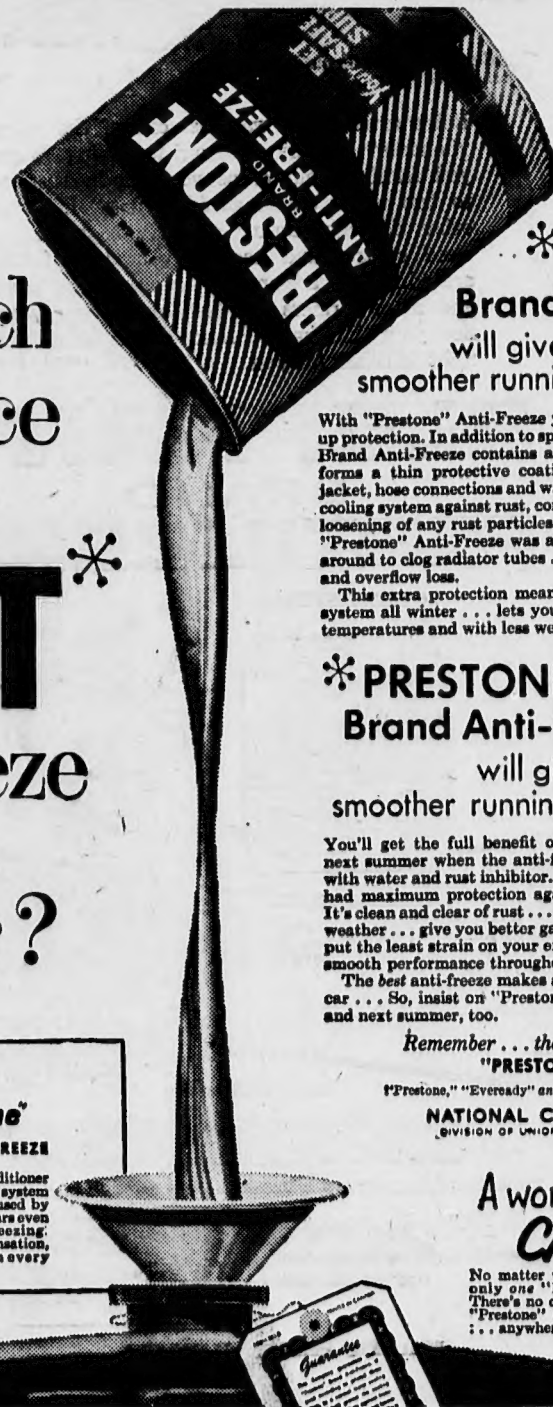 SET
You're SAFE
SUR
PRESTONE
BRAND
ANTI-FREEZE
ch
ce
T*
eze
?
ne"
REEZE
ditioner
system
used by
rs even
eezing.
nsation,
every
*
Brand
will give
smoother runni
With "Prestone" Anti-Freeze
up protection. In addition to sp
Brand Anti-Freeze contains a
forms a thin protective coati
jacket, hose connections and w
cooling system against rust, cor
loosening of any rust particles
"Prestone" Anti-Freeze was a
around to clog radiator tubes .
and overflow loss.
This extra protection mean
system all winter . . . lets you
temperatures and with less we
*PRESTON
Brand Anti-
will g
smoother runnin
You'll get the full benefit o
next summer when the anti-f
with water and rust inhibitor.
had maximum protection aga
It's clean and clear of rust . . .
weather . . . give you better ga
put the least strain on your e
smooth performance througho
The best anti-freeze makes a
car . . . So, insist on "Preston
and next summer, too.
Remember . . . the
"PRESTO
"Prestone," "Eveready" an
NATIONAL C
DIVISION OF UNIO
A wor
CA
No matter
only one "
There's no
"Prestone"
: . . anywhe
Guarantee